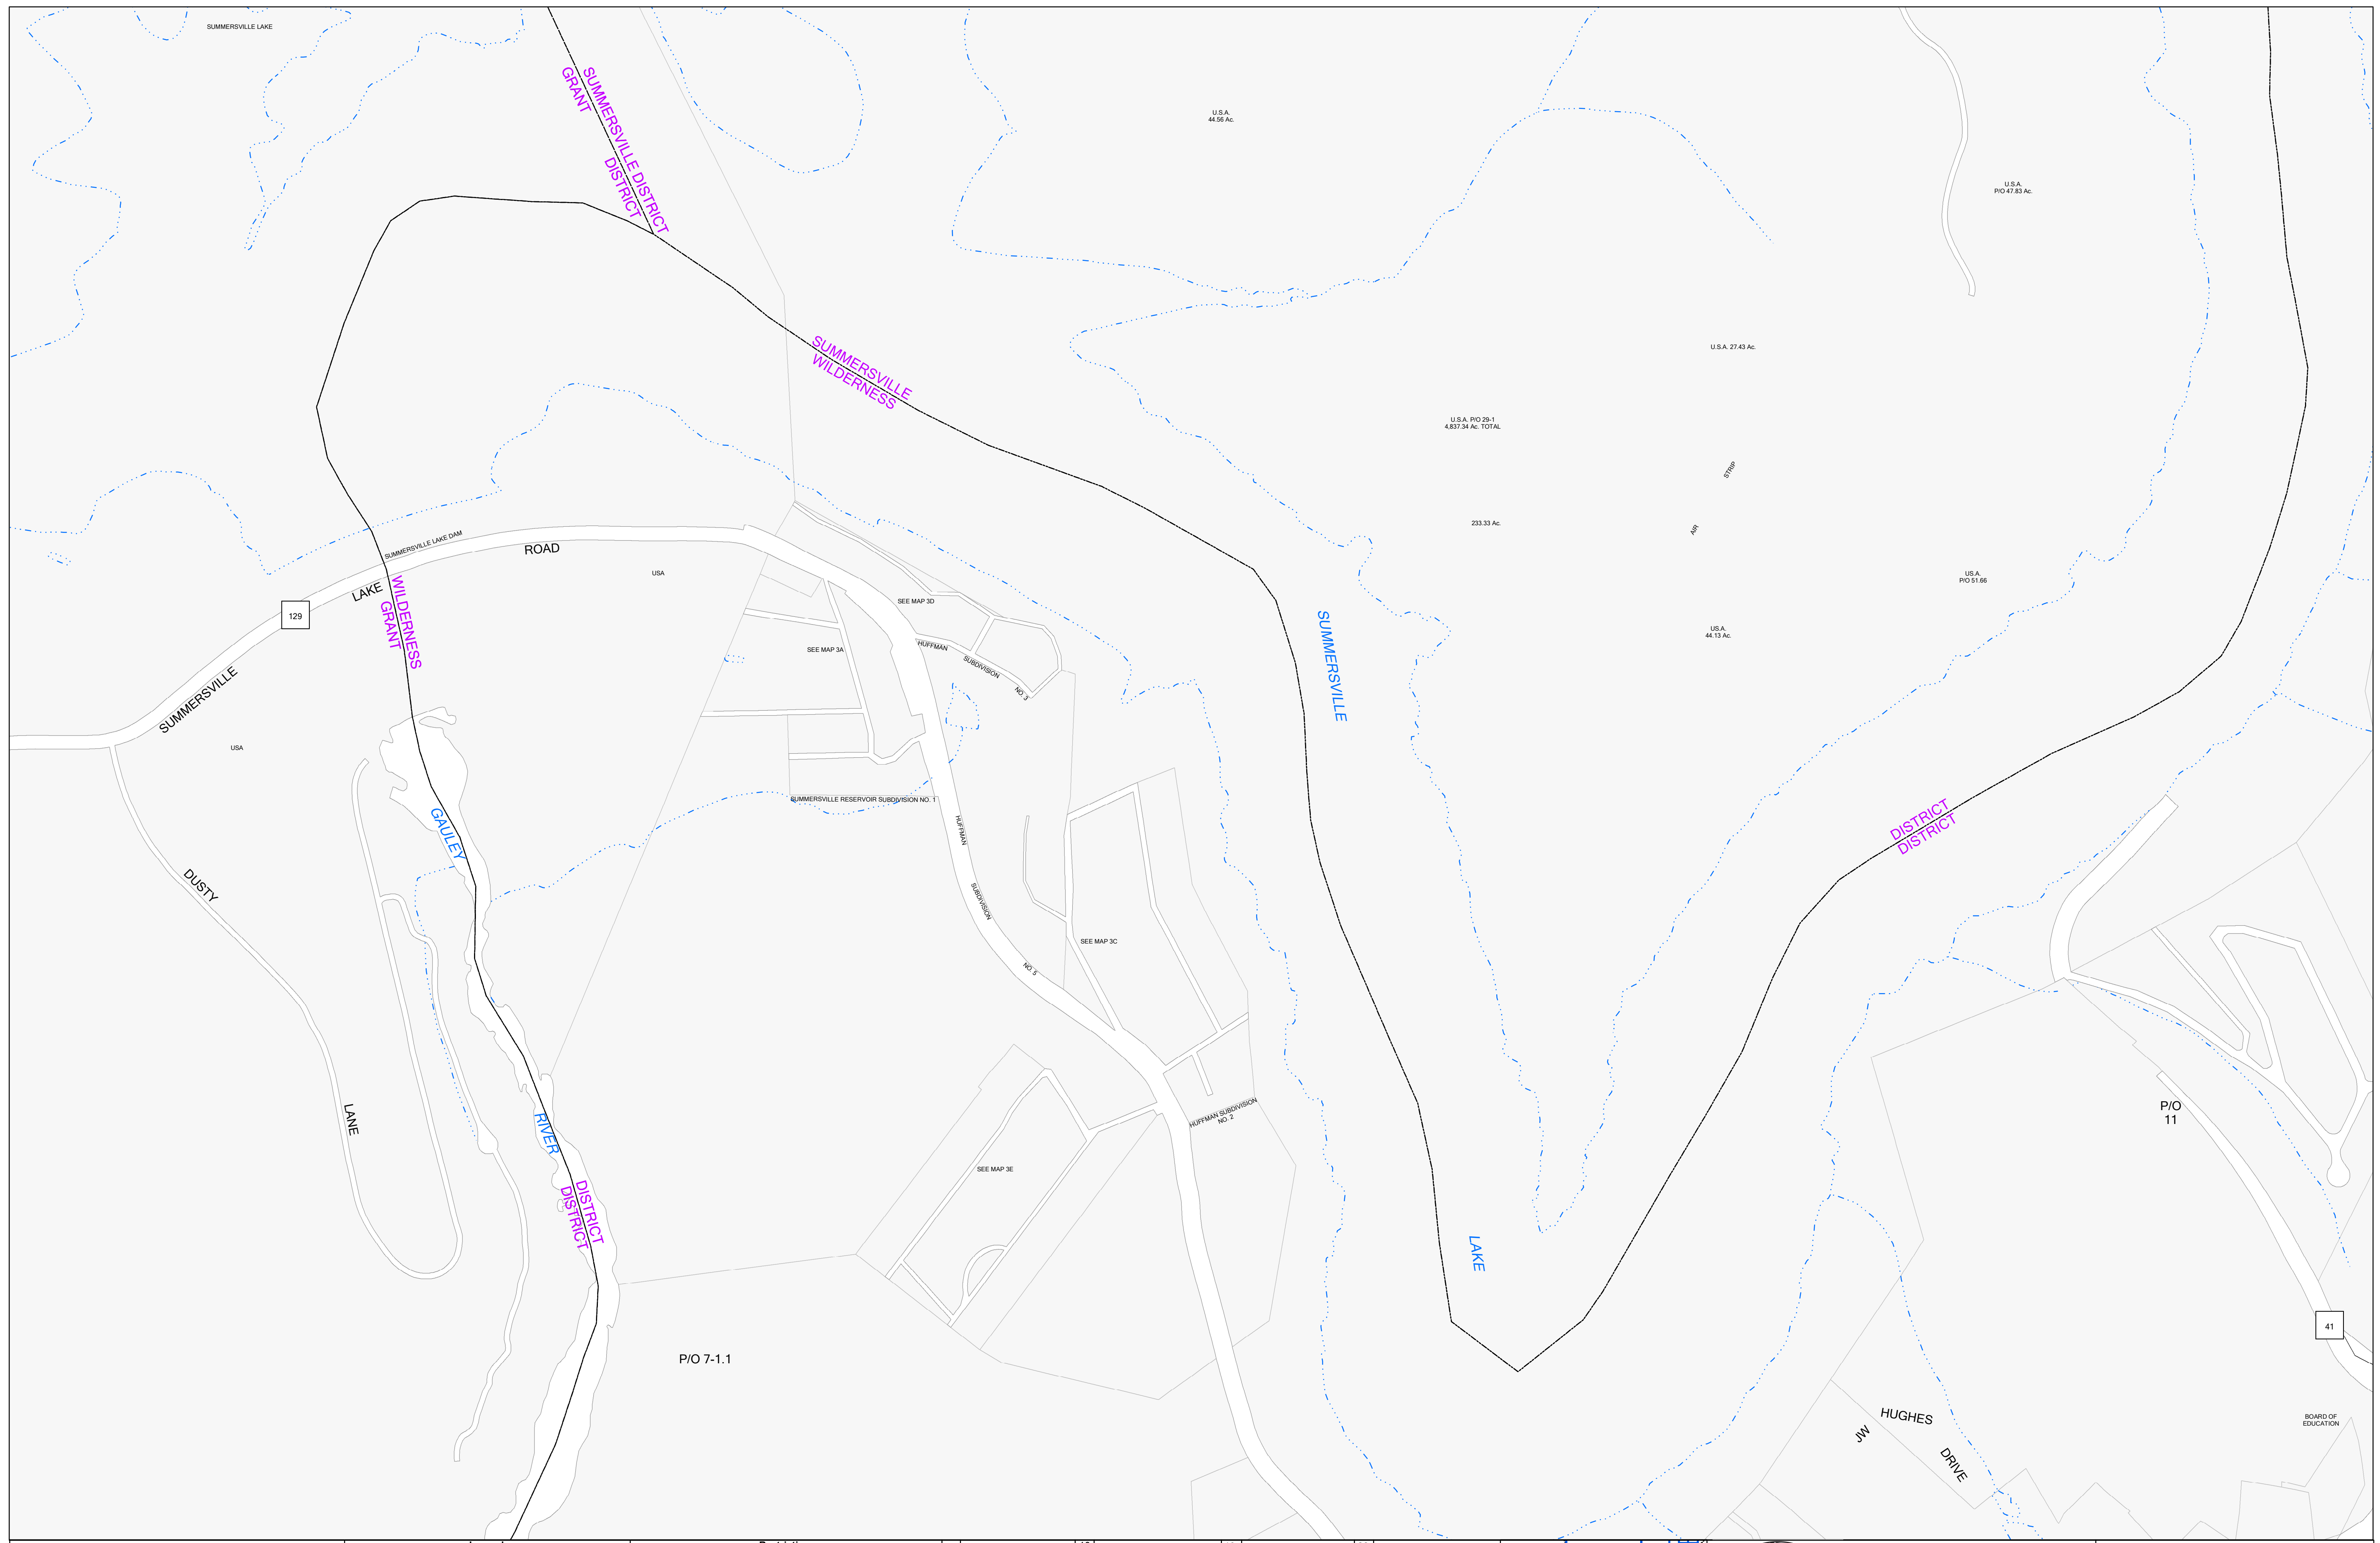 SUMMERSVILLE LAKE
SUMMERSVILLE DISTRICT
GRANT DISTRICT
U.S.A.
44.56 Ac.
U.S.A.
P/O 47.83 Ac.
SUMMERSVILLE
WILDERNESS
U.S.A. 27.43 Ac.
U.S.A. P/O 29-1
4,837.34 Ac. TOTAL
STRIP
AIR
233.33 Ac.
SUMMERSVILLE LAKE DAM
ROAD
LAKE
129
SUMMERSVILLE
WILDERNESS
GRANT
USA
SEE MAP 3D
SEE MAP 3A
HUFFMAN
SUBDIVISION
NO. 3
SUMMERSVILLE
US.A.
P/O 51.66
US.A.
44.13 Ac.
USA
SUMMERSVILLE RESERVOIR SUBDIVISION NO. 1
GAULEY
HUFFMAN
SUBDIVISION
NO. 5
DISTRICT
DISTRICT
DUSTY
SEE MAP 3C
LANE
RIVER
HUFFMAN SUBDIVISION
NO. 2
P/O
11
SEE MAP 3E
DISTRICT
DISTRICT
LAKE
41
P/O 7-1.1
HUGHES
JW
DRIVE
BOARD OF
EDUCATION